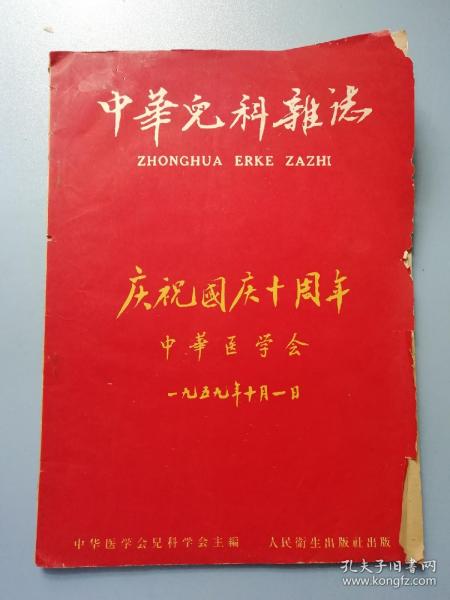 中華兒科雜誌
ZHONGHUA ERKE ZAZHI
庆祝國庆十周年
中華医学会
一九五九年十月一日
中华医学会兒科学会主編 人民衛生出版社出版
孔夫子旧书网
www.kongfz.com